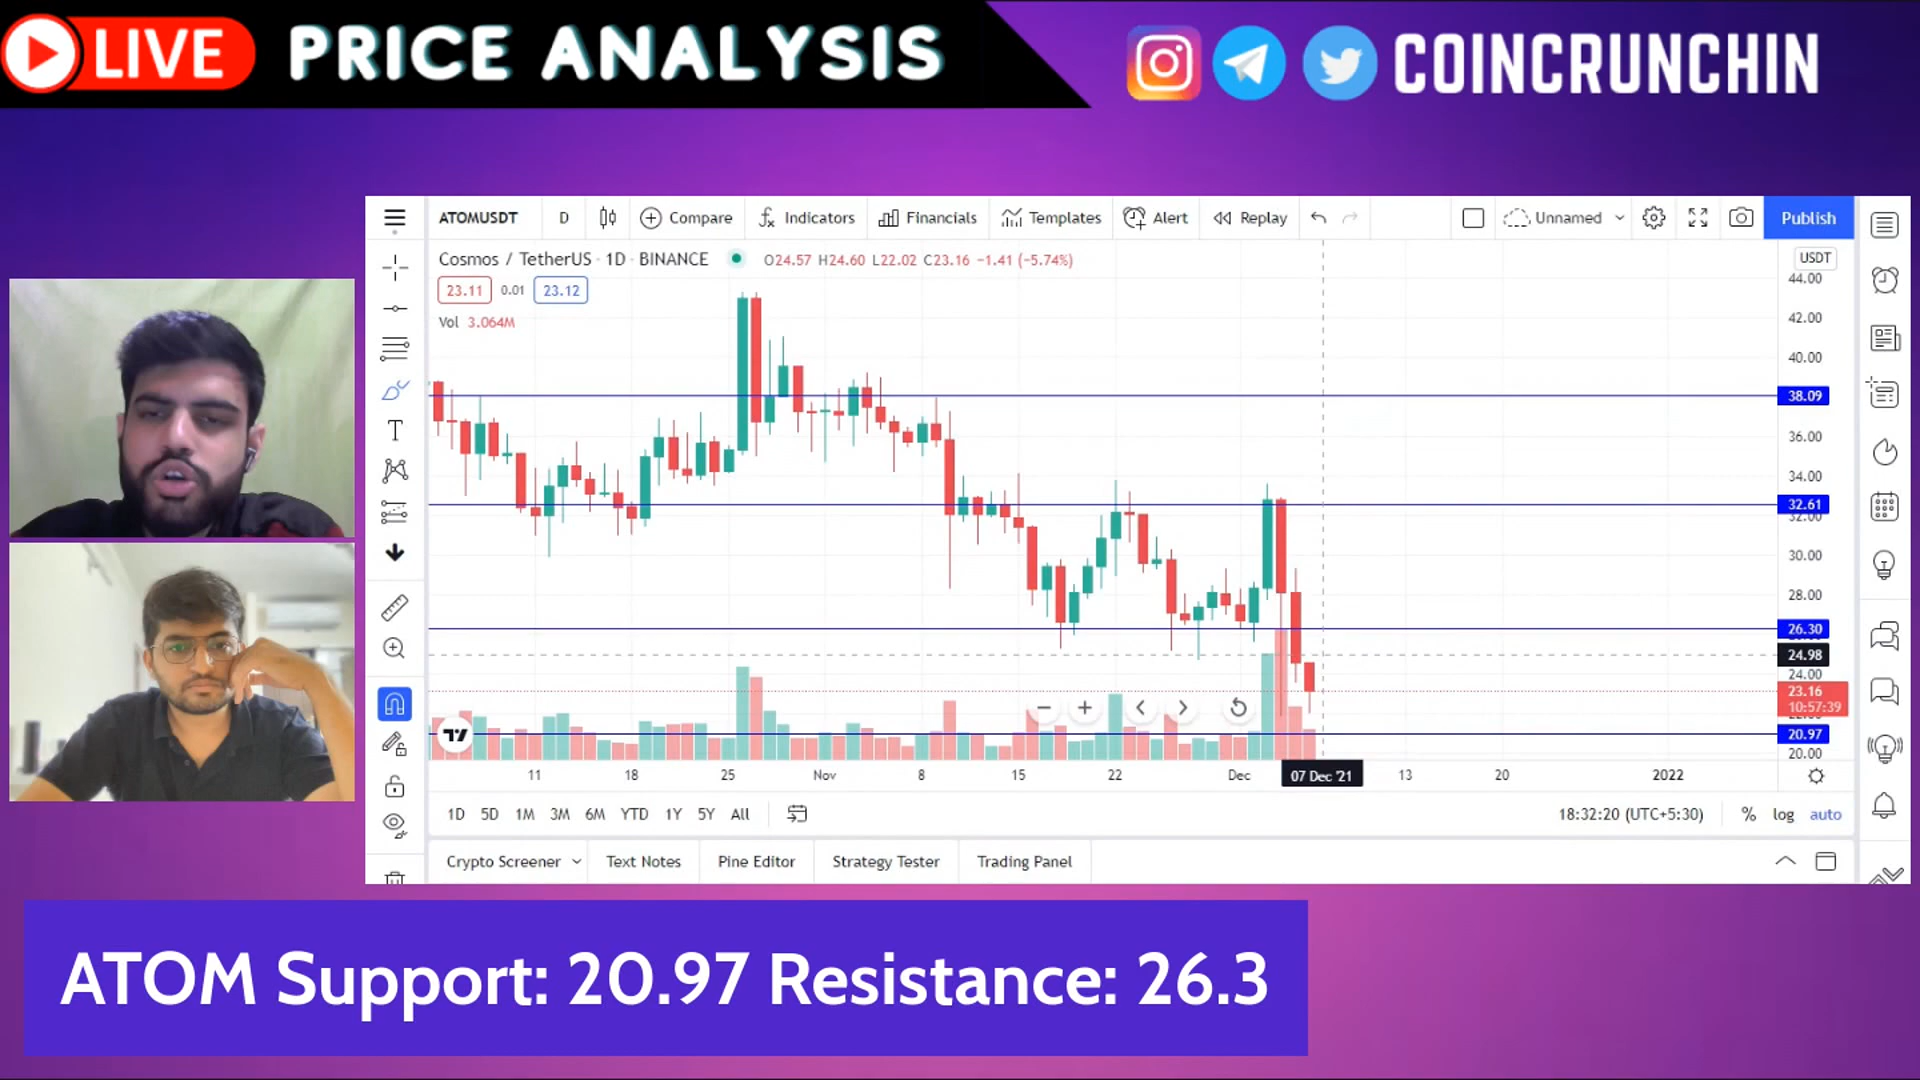 LIVE PRICE ANALYSIS COINCRUNCHIN
ATOMUSDT D Compare Indicators Financials Templates Alert Replay Unnamed Publish
Cosmos / TetherUS · 1D · BINANCE O24.57 H24.60 L22.02 C23.16 −1.41 (−5.74%) USDT
23.11 0.01 23.12
Vol 3.064M
44.00
42.00
40.00
38.09
36.00
34.00
32.61
32.00
30.00
28.00
26.30
24.98
24.00
23.16
10:57:39
20.97
20.00
11 18 25 Nov 8 15 22 Dec 07 Dec '21 13 20 2022
1D 5D 1M 3M 6M YTD 1Y 5Y All 18:32:20 (UTC+5:30) % log auto
Crypto Screener Text Notes Pine Editor Strategy Tester Trading Panel
ATOM Support: 20.97 Resistance: 26.3